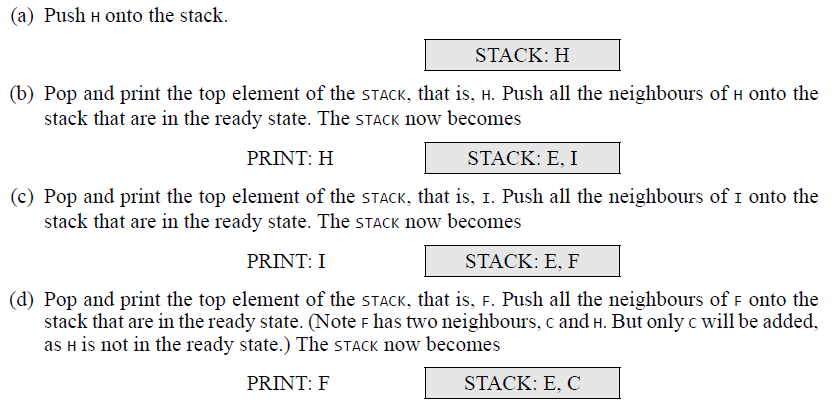 (a) Push H onto the stack.
STACK: H
(b) Pop and print the top element of the STACK, that is, H. Push all the neighbours of H onto the
stack that are in the ready state. The STACK now becomes
PRINT: H STACK: E, I
(c) Pop and print the top element of the STACK, that is, I. Push all the neighbours of I onto the
stack that are in the ready state. The STACK now becomes
PRINT: I STACK: E, F
(d) Pop and print the top element of the STACK, that is, F. Push all the neighbours of F onto the
stack that are in the ready state. (Note F has two neighbours, C and H. But only C will be added,
as H is not in the ready state.) The STACK now becomes
PRINT: F STACK: E, C